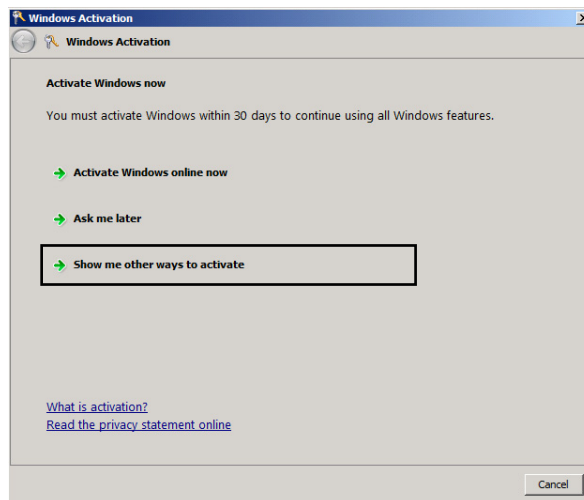 Windows Activation
Windows Activation
Activate Windows now
You must activate Windows within 30 days to continue using all Windows features.
Activate Windows online now
Ask me later
Show me other ways to activate
What is activation?
Read the privacy statement online
Cancel